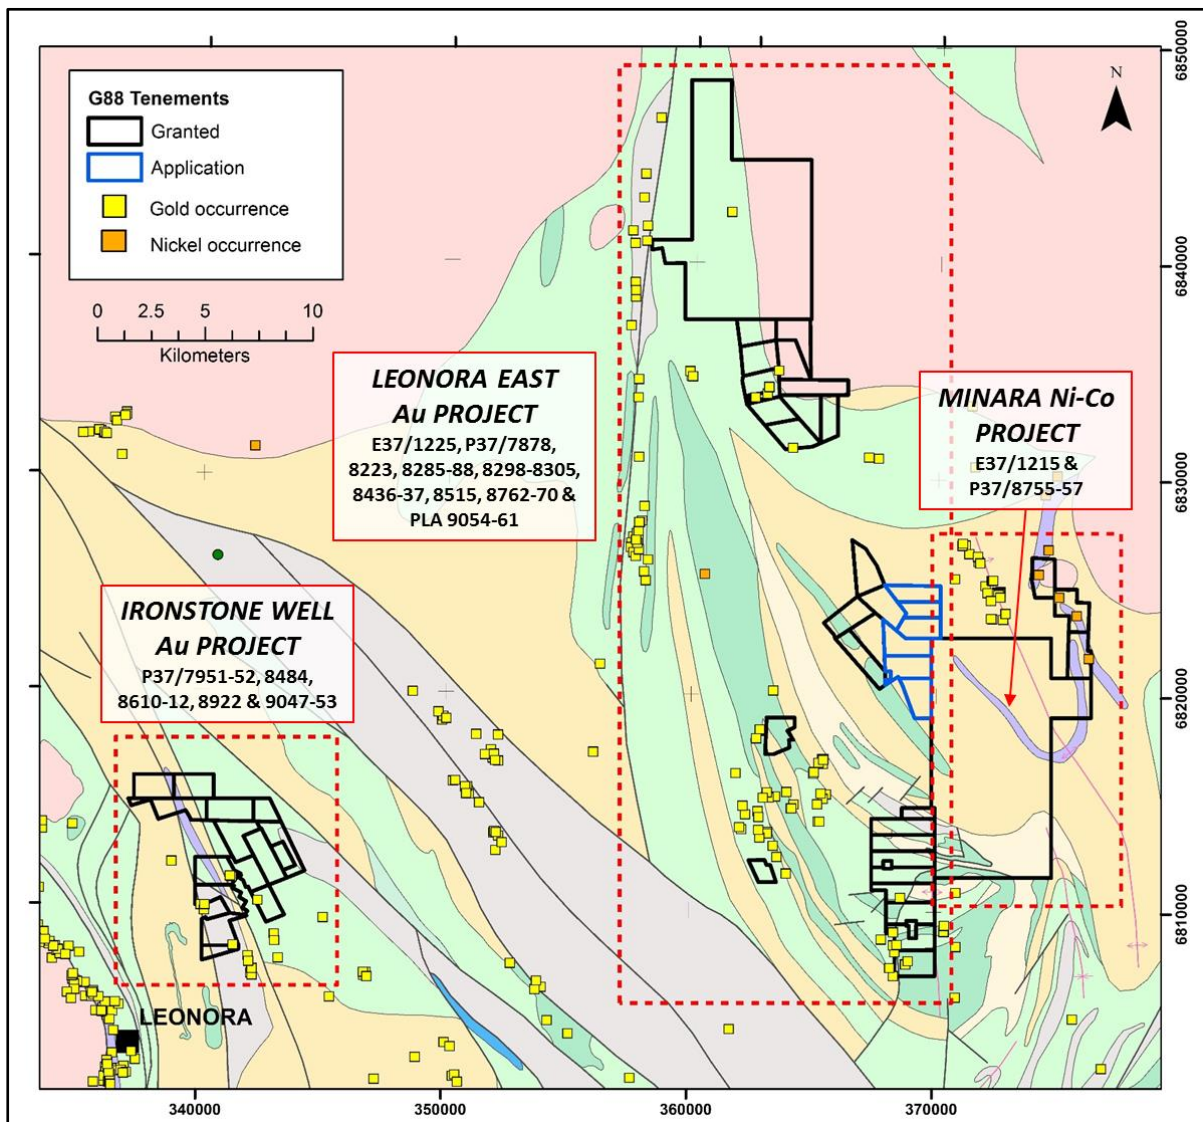 G88 Tenements
Granted
Application
Gold occurrence
Nickel occurrence
0 2.5 5 10
Kilometers
N
6850000
6840000
6830000
6820000
6810000
LEONORA EAST
Au PROJECT
E37/1225, P37/7878,
8223, 8285-88, 8298-8305,
8436-37, 8515, 8762-70 &
PLA 9054-61
MINARA Ni-Co
PROJECT
E37/1215 &
P37/8755-57
IRONSTONE WELL
Au PROJECT
P37/7951-52, 8484,
8610-12, 8922 & 9047-53
LEONORA
340000 350000 360000 370000